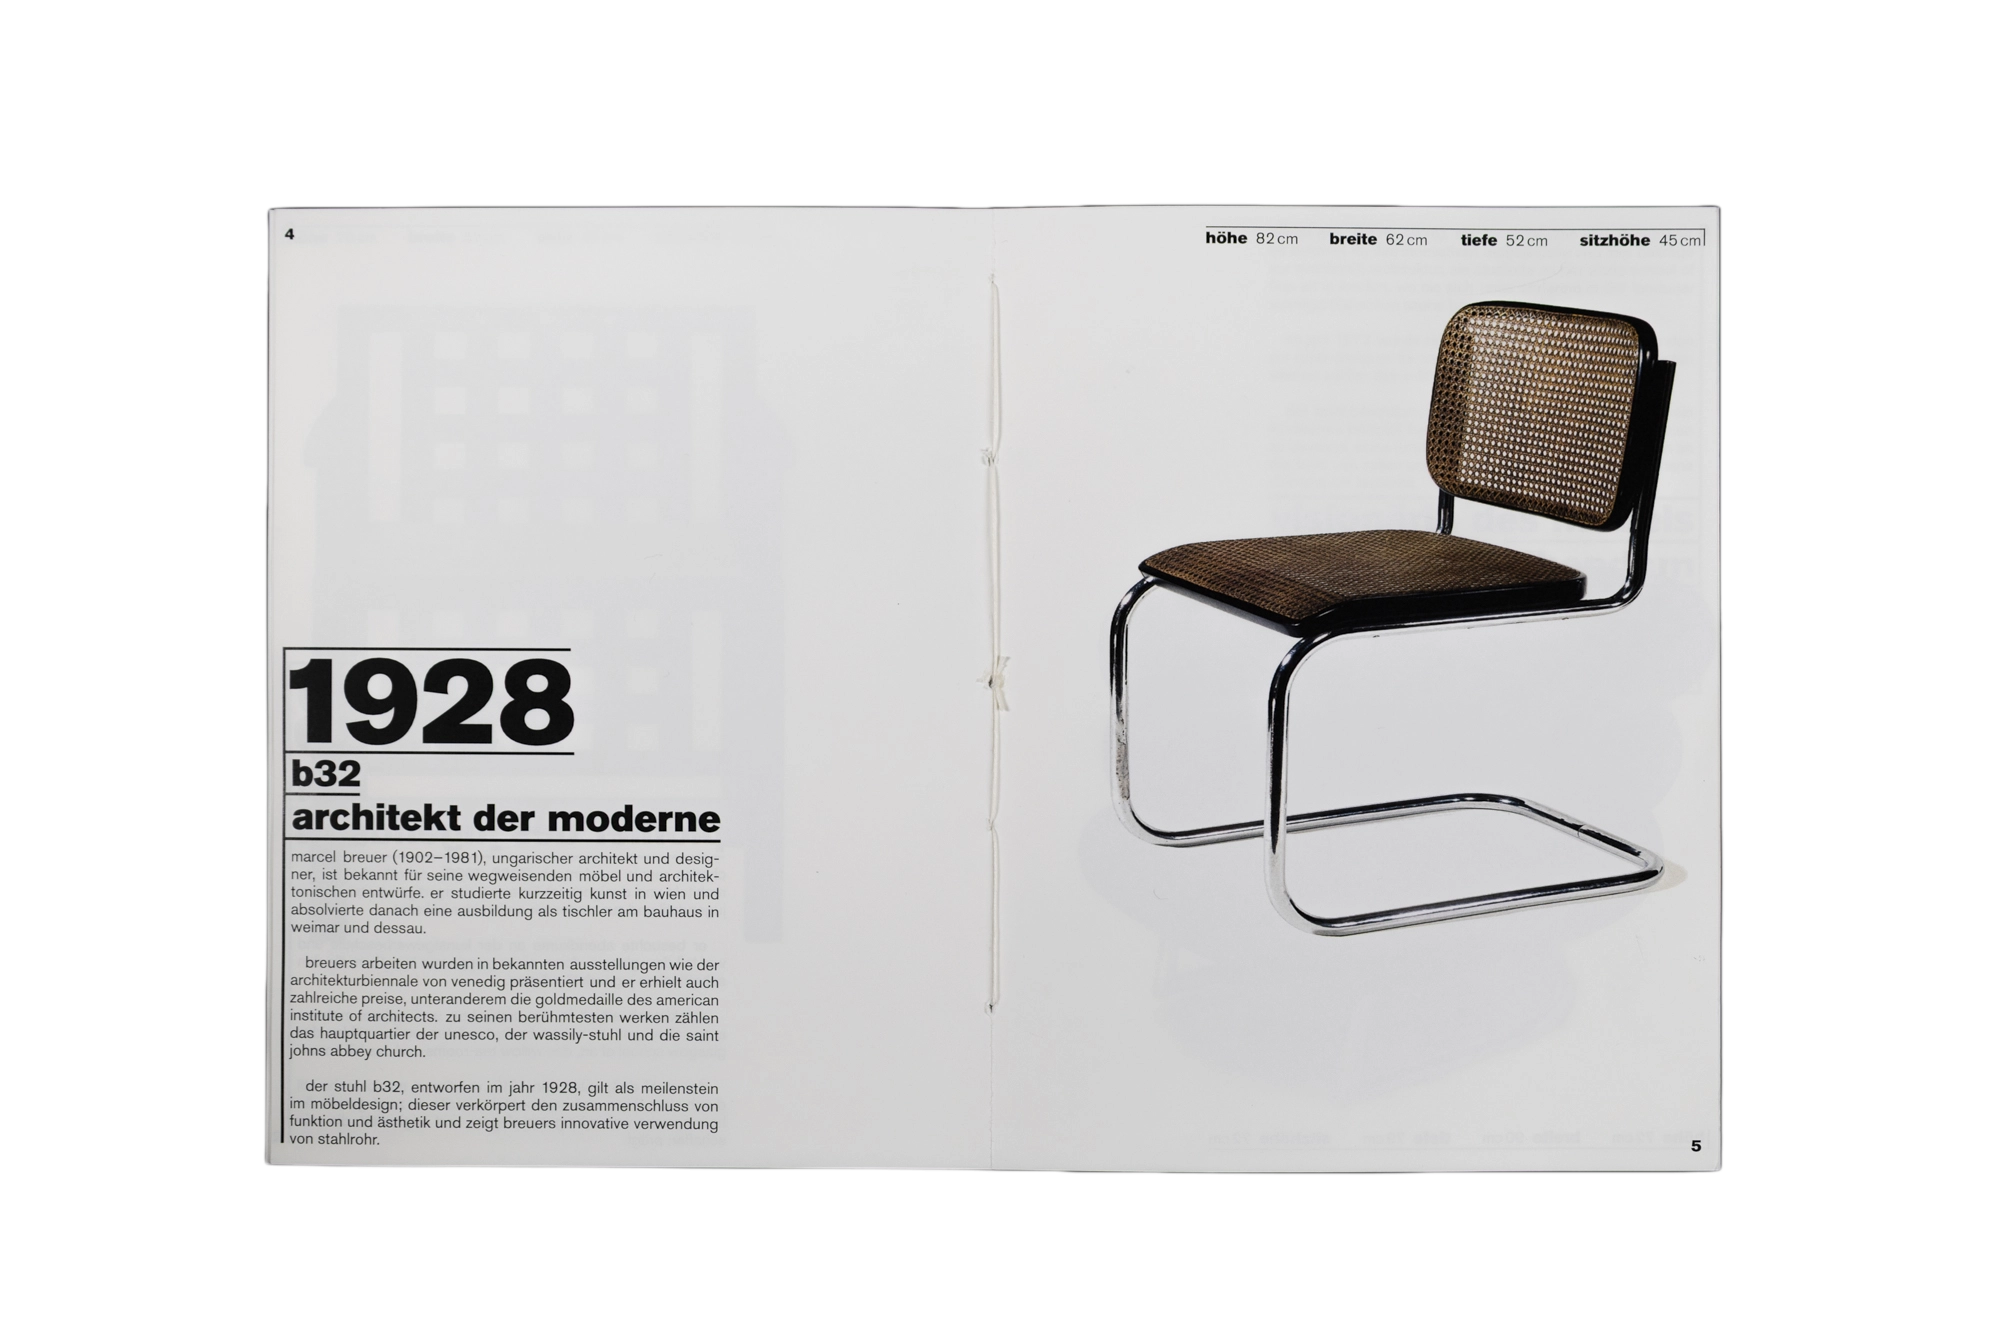 4
1928
b32
architekt der moderne
marcel breuer (1902–1981), ungarischer architekt und desig-
ner, ist bekannt für seine wegweisenden möbel und architek-
tonischen entwürfe. er studierte kurzzeitig kunst in wien und
absolvierte danach eine ausbildung als tischler am bauhaus in
weimar und dessau.
breuers arbeiten wurden in bekannten ausstellungen wie der
architekturbiennale von venedig präsentiert und er erhielt auch
zahlreiche preise, unteranderem die goldmedaille des american
institute of architects. zu seinen berühmtesten werken zählen
das hauptquartier der unesco, der wassily-stuhl und die saint
johns abbey church.
der stuhl b32, entworfen im jahr 1928, gilt als meilenstein
im möbeldesign; dieser verkörpert den zusammenschluss von
funktion und ästhetik und zeigt breuers innovative verwendung
von stahlrohr.
höhe 82 cm breite 62 cm tiefe 52 cm sitzhöhe 45 cm
5